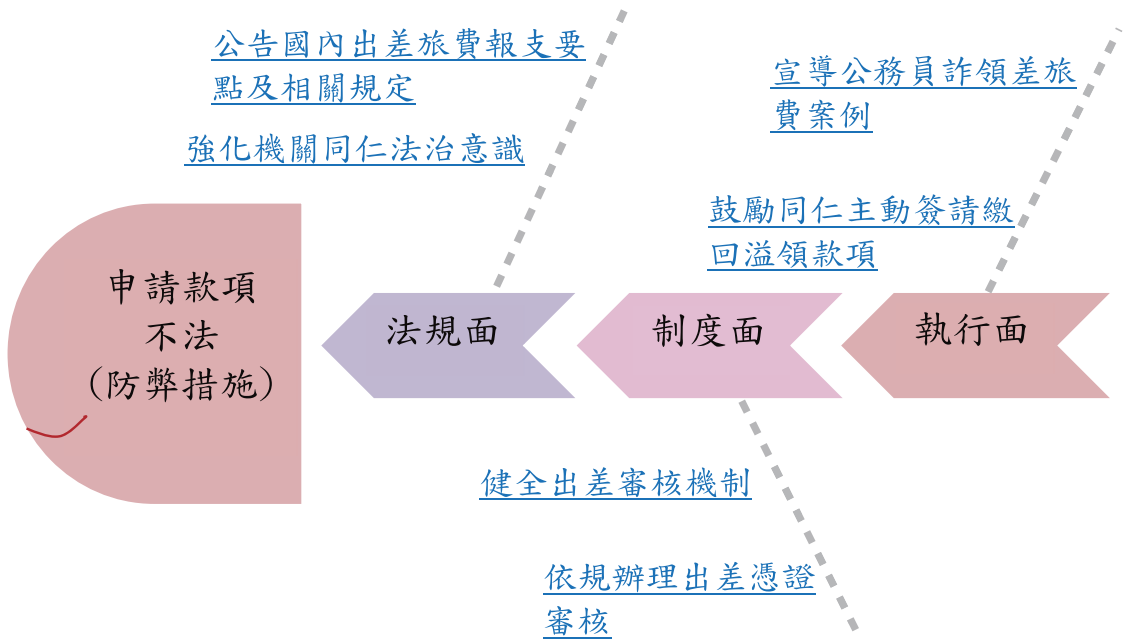 公告國內出差旅費報支要
點及相關規定
強化機關同仁法治意識
宣導公務員詐領差旅
費案例
鼓勵同仁主動簽請繳
回溢領款項
申請款項
不法
(防弊措施)
法規面
制度面
執行面
健全出差審核機制
依規辦理出差憑證
審核